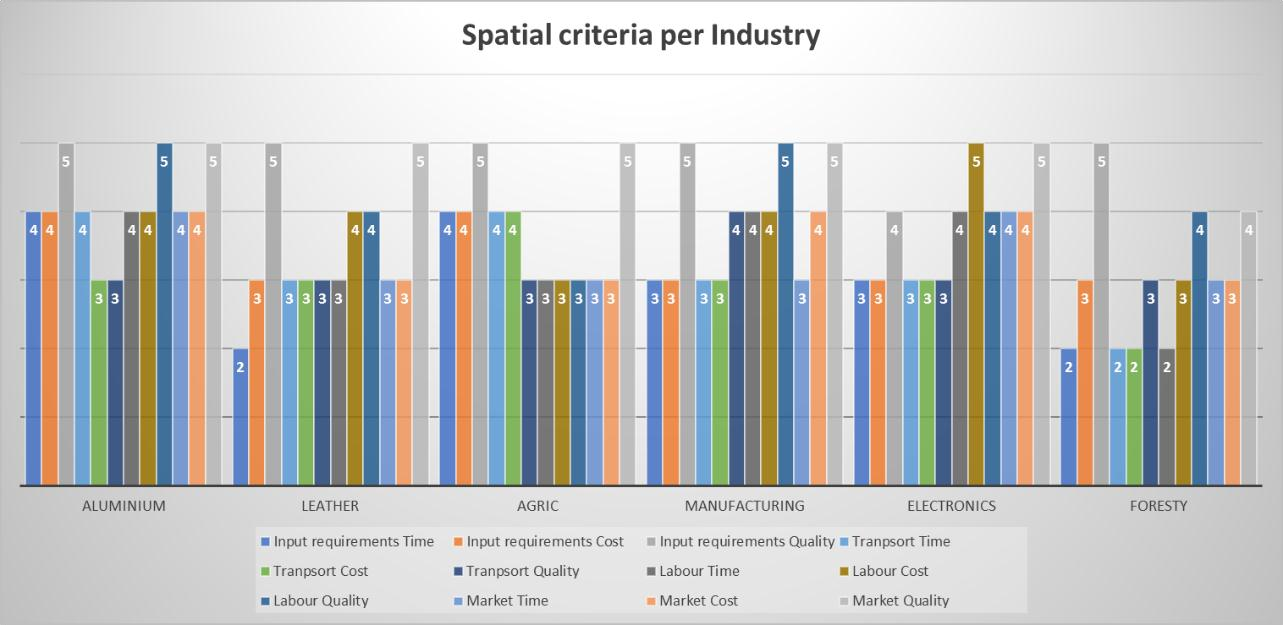 Spatial criteria per Industry
4 4 5 4 3 3 4 4 5 4 4 5
2 3 5 3 3 3 3 4 4 3 3 5
4 4 5 4 4 3 3 3 3 3 3 5
3 3 5 3 3 4 4 4 5 3 4 5
3 3 4 3 3 3 4 5 4 4 4 5
2 3 5 2 2 3 2 3 4 3 3 4
ALUMINIUM LEATHER AGRIC MANUFACTURING ELECTRONICS FORESTY
Input requirements Time Input requirements Cost Input requirements Quality Tranpsort Time
Tranpsort Cost Tranpsort Quality Labour Time Labour Cost
Labour Quality Market Time Market Cost Market Quality